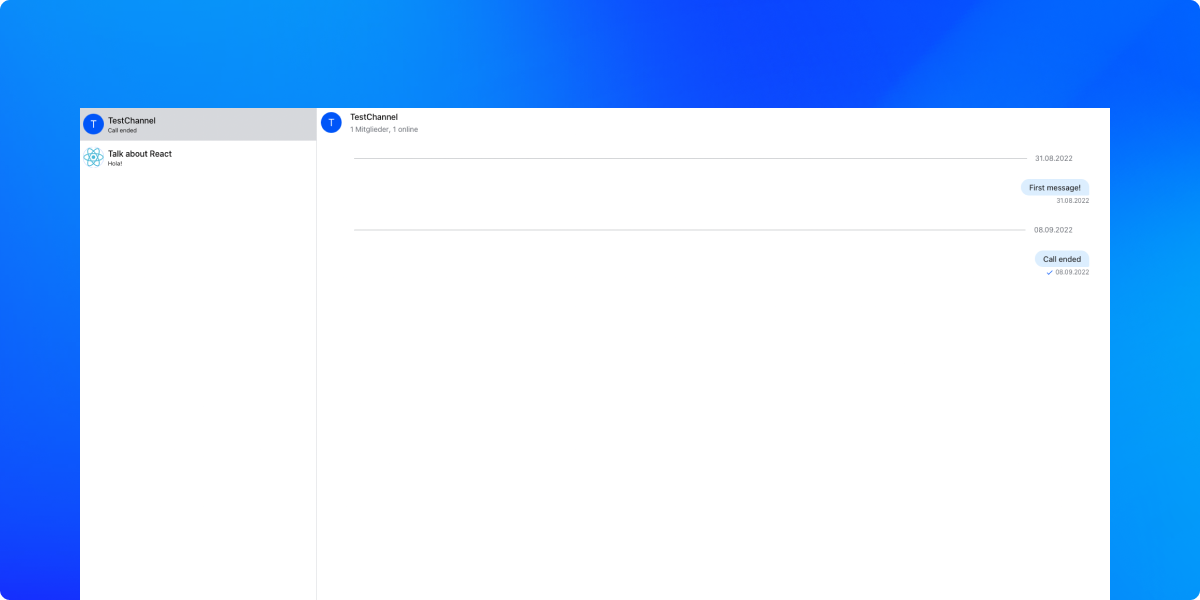 T
TestChannel
Call ended
Talk about React
Hola!
T
TestChannel
1 Mitglieder, 1 online
31.08.2022
First message!
31.08.2022
08.09.2022
Call ended
08.09.2022